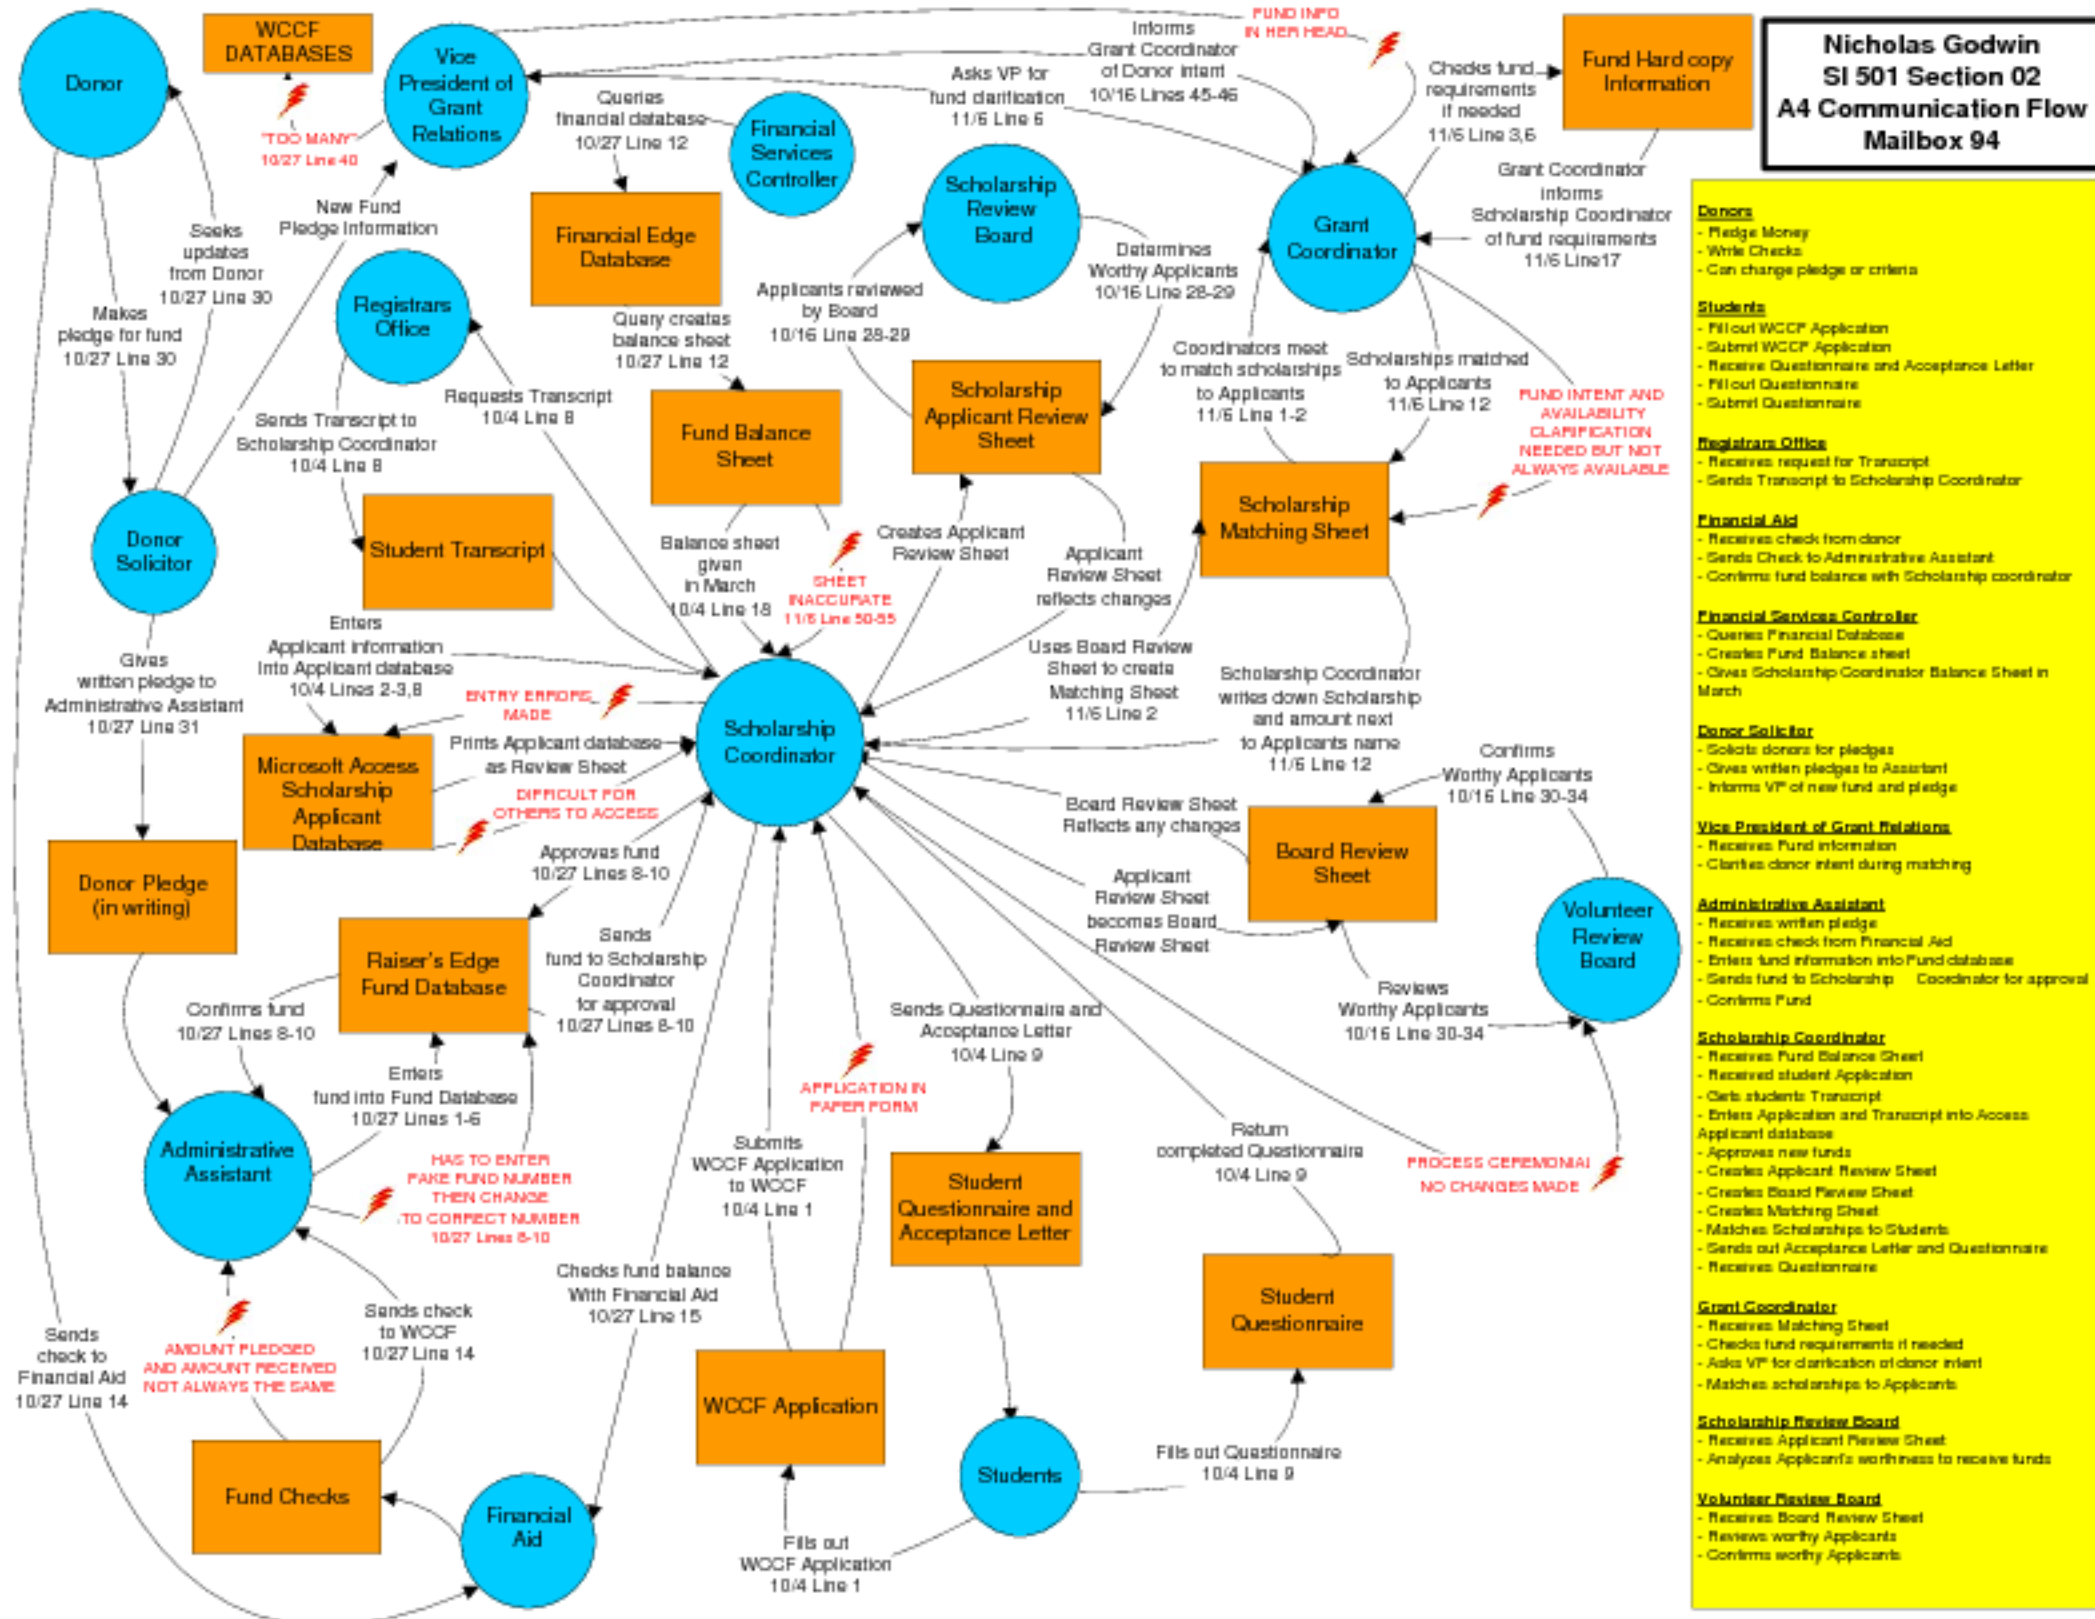 Nicholas Godwin
SI 501 Section 02
A4 Communication Flow
Mailbox 94
Donor
WCCF
DATABASES
Vice
President of
Grant
Relations
"TOO MANY"
10/27 Line 40
FUND INFO
IN HER HEAD
Informs
Grant Coordinator
of Donor intent
10/16 Lines 45-46
Asks VP for
fund clarification
11/6 Line 6
Checks fund
requirements
if needed
11/6 Line 3,6
Fund Hard copy
Information
Grant Coordinator
informs
Scholarship Coordinator
of fund requirements
11/6 Line17
Queries
financial database
10/27 Line 12
Financial
Services
Controller
Scholarship
Review
Board
Grant
Coordinator
Financial Edge
Database
New Fund
Pledge Information
Seeks
updates
from Donor
10/27 Line 30
Makes
pledge for fund
10/27 Line 30
Registrars
Office
Query creates
balance sheet
10/27 Line 12
Applicants reviewed
by Board
10/16 Line 28-29
Determines
Worthy Applicants
10/16 Line 28-29
Coordinators meet
to match scholarships
to Applicants
11/6 Line 1-2
Scholarships matched
to Applicants
11/6 Line 12
FUND INTENT AND
AVAILABILITY
CLARIFICATION
NEEDED BUT NOT
ALWAYS AVAILABLE
Sends Transcript to
Scholarship Coordinator
10/4 Line 8
Requests Transcript
10/4 Line 8
Fund Balance
Sheet
Scholarship
Applicant Review
Sheet
Scholarship
Matching Sheet
Donor
Solicitor
Student Transcript
Balance sheet
given
in March
10/4 Line 18
SHEET
INACCURATE
11/6 Line 50-55
Creates Applicant
Review Sheet
Applicant
Review Sheet
reflects changes
Enters
Applicant information
Into Applicant database
10/4 Lines 2-3,8
ENTRY ERRORS
MADE
Gives
written pledge to
Administrative Assistant
10/27 Line 31
Scholarship
Coordinator
Uses Board Review
Sheet to create
Matching Sheet
11/6 Line 2
Scholarship Coordinator
writes down Scholarship
and amount next
to Applicants name
11/6 Line 12
Microsoft Access
Scholarship
Applicant
Database
Prints Applicant database
as Review Sheet
DIFFICULT FOR
OTHERS TO ACCESS
Confirms
Worthy Applicants
10/16 Line 30-34
Board Review Sheet
Reflects any changes
Board Review
Sheet
Applicant
Review Sheet
becomes Board
Review Sheet
Volunteer
Review
Board
Reviews
Worthy Applicants
10/16 Line 30-34
Donor Pledge
(in writing)
Approves fund
10/27 Lines 8-10
Raiser's Edge
Fund Database
Sends
fund to Scholarship
Coordinator
for approval
10/27 Lines 8-10
Confirms fund
10/27 Lines 8-10
Enters
fund into Fund Database
10/27 Lines 1-6
Administrative
Assistant
HAS TO ENTER
FAKE FUND NUMBER
THEN CHANGE
TO CORRECT NUMBER
10/27 Lines 8-10
Sends Questionnaire and
Acceptance Letter
10/4 Line 9
APPLICATION IN
PAPER FORM
Submits
WCCF Application
to WCCF
10/4 Line 1
Student
Questionnaire and
Acceptance Letter
Return
completed Questionnaire
10/4 Line 9
PROCESS CEREMONIAL
NO CHANGES MADE
Student
Questionnaire
Checks fund balance
With Financial Aid
10/27 Line 15
Sends
check to
Financial Aid
10/27 Line 14
AMOUNT PLEDGED
AND AMOUNT RECEIVED
NOT ALWAYS THE SAME
Sends check
to WCCF
10/27 Line 14
WCCF Application
Fund Checks
Financial
Aid
Students
Fills out Questionnaire
10/4 Line 9
Fills out
WCCF Application
10/4 Line 1
Donors
- Pledge Money
- Write Checks
- Can change pledge or criteria
Students
- Fill out WCCF Application
- Submit WCCF Application
- Receive Questionnaire and Acceptance Letter
- Fill out Questionnaire
- Submit Questionnaire
Registrars Office
- Receives request for Transcript
- Sends Transcript to Scholarship Coordinator
Financial Aid
- Receives check from donor
- Sends Check to Administrative Assistant
- Confirms fund balance with Scholarship coordinator
Financial Services Controller
- Queries Financial Database
- Creates Fund Balance sheet
- Gives Scholarship Coordinator Balance Sheet in
March
Donor Solicitor
- Solicits donors for pledges
- Gives written pledges to Assistant
- Informs VP of new fund and pledge
Vice President of Grant Relations
- Receives Fund information
- Clarifies donor intent during matching
Administrative Assistant
- Receives written pledge
- Receives check from Financial Aid
- Enters fund information into Fund database
- Sends fund to Scholarship Coordinator for approval
- Confirms Fund
Scholarship Coordinator
- Receives Fund Balance Sheet
- Received student Application
- Gets students Transcript
- Enters Application and Transcript into Access
Applicant database
- Approves new funds
- Creates Applicant Review Sheet
- Creates Board Review Sheet
- Creates Matching Sheet
- Matches Scholarships to Students
- Sends out Acceptance Letter and Questionnaire
- Receives Questionnaire
Grant Coordinator
- Receives Matching Sheet
- Checks fund requirements if needed
- Asks VP for clarification of donor intent
- Matches scholarships to Applicants
Scholarship Review Board
- Receives Applicant Review Sheet
- Analyzes Applicant's worthiness to receive funds
Volunteer Review Board
- Receives Board Review Sheet
- Reviews worthy Applicants
- Confirms worthy Applicants